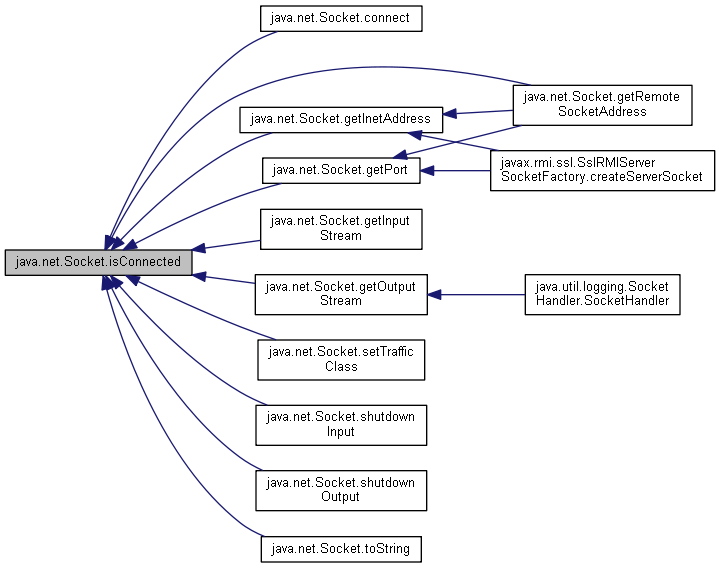 java.net.Socket.connect
java.net.Socket.getRemote
SocketAddress
java.net.Socket.getInetAddress
javax.rmi.ssl.SslRMIServer
SocketFactory.createServerSocket
java.net.Socket.getPort
java.net.Socket.getInput
Stream
java.net.Socket.isConnected
java.net.Socket.getOutput
Stream
java.util.logging.Socket
Handler.SocketHandler
java.net.Socket.setTraffic
Class
java.net.Socket.shutdown
Input
java.net.Socket.shutdown
Output
java.net.Socket.toString